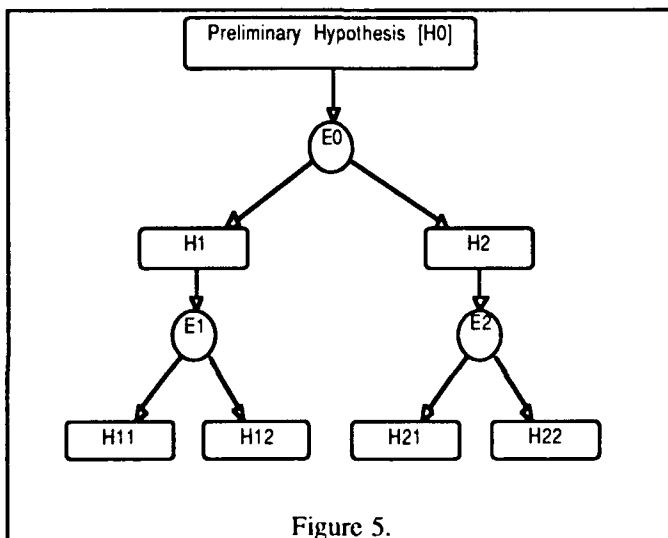 Preliminary Hypothesis [H0]
E0
H1
H2
E1
E2
H11
H12
H21
H22
Figure 5.